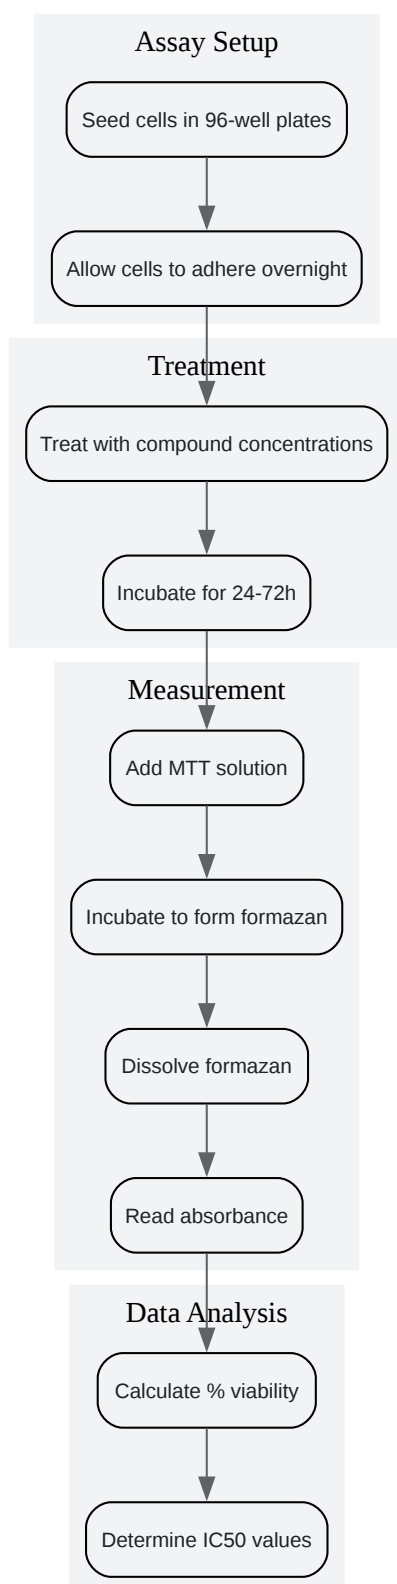 Assay Setup
Seed cells in 96-well plates
Allow cells to adhere overnight
Treatment
Treat with compound concentrations
Incubate for 24-72h
Measurement
Add MTT solution
Incubate to form formazan
Dissolve formazan
Read absorbance
Data Analysis
Calculate % viability
Determine IC50 values